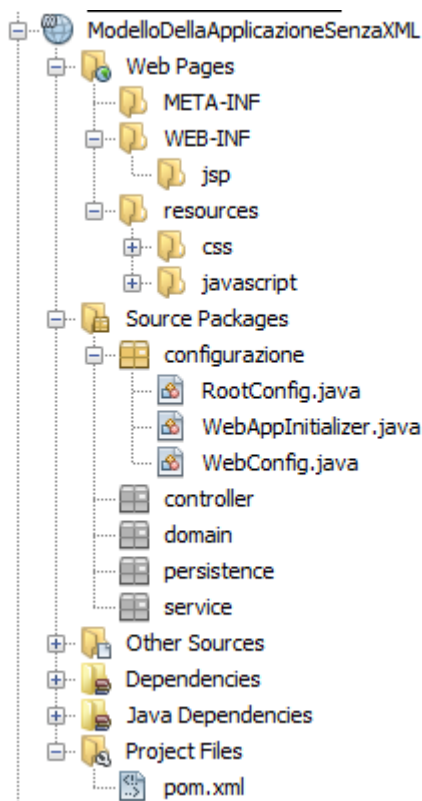 ModelloDellaApplicazioneSenzaXML
Web Pages
META-INF
WEB-INF
jsp
resources
css
javascript
Source Packages
configurazione
RootConfig.java
WebAppInitializer.java
WebConfig.java
controller
domain
persistence
service
Other Sources
Dependencies
Java Dependencies
Project Files
pom.xml